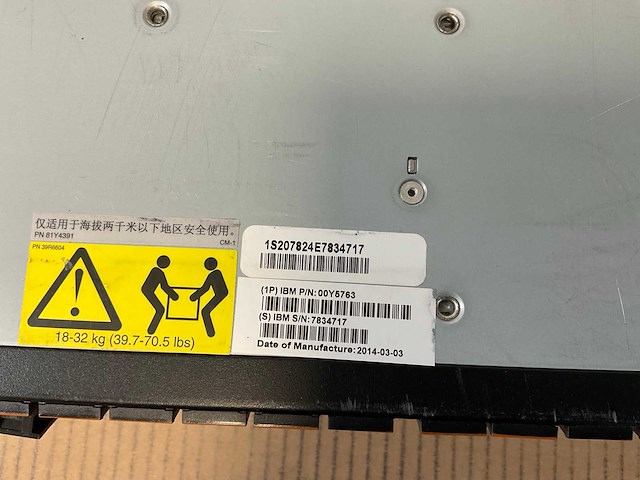 仅适用于海拔两千米以下地区安全使用。
PN 81Y4391
CM-1
PN 39R6604
18-32 kg (39.7-70.5 lbs)
1S207824E7834717
(1P) IBM P/N: 00Y5763
(S) IBM S/N: 7834717
Date of Manufacture: 2014-03-03